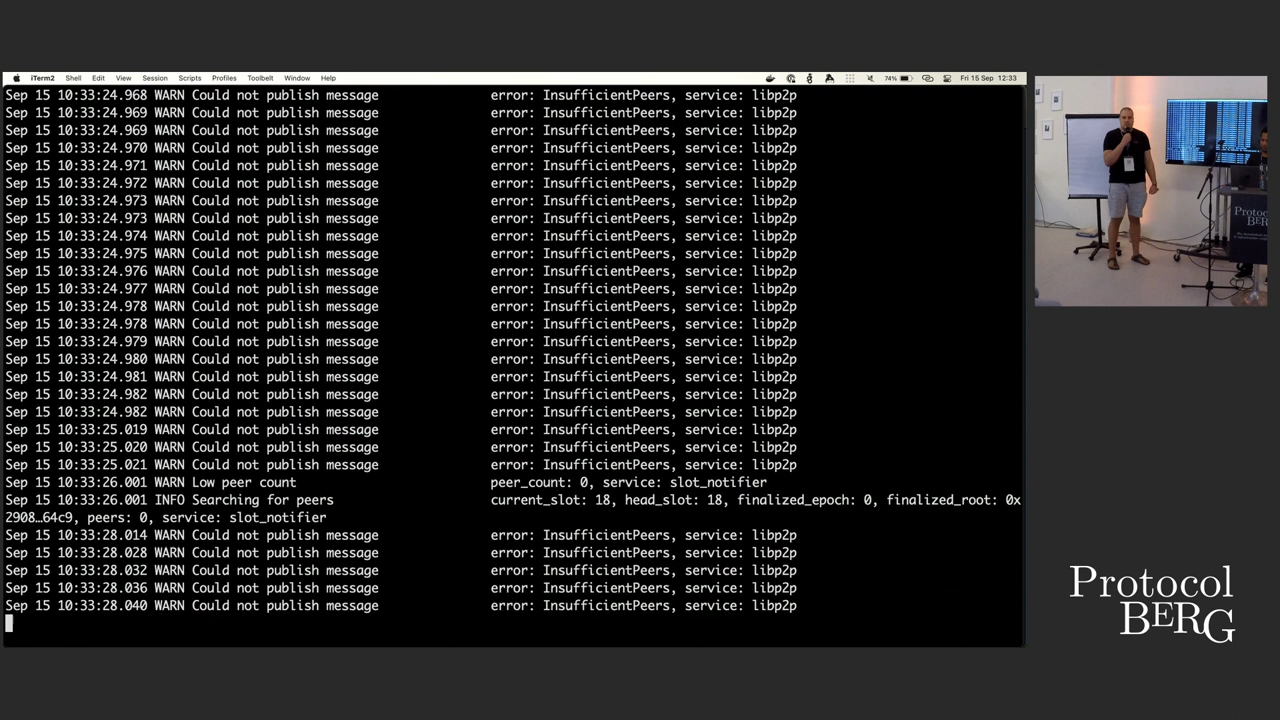 iTerm2 Shell Edit View Session Scripts Profiles Toolbelt Window Help 74% Fri 15 Sep 12:33
Sep 15 10:33:24.968 WARN Could not publish message error: InsufficientPeers, service: libp2p
Sep 15 10:33:24.969 WARN Could not publish message error: InsufficientPeers, service: libp2p
Sep 15 10:33:24.969 WARN Could not publish message error: InsufficientPeers, service: libp2p
Sep 15 10:33:24.970 WARN Could not publish message error: InsufficientPeers, service: libp2p
Sep 15 10:33:24.971 WARN Could not publish message error: InsufficientPeers, service: libp2p
Sep 15 10:33:24.972 WARN Could not publish message error: InsufficientPeers, service: libp2p
Sep 15 10:33:24.973 WARN Could not publish message error: InsufficientPeers, service: libp2p
Sep 15 10:33:24.973 WARN Could not publish message error: InsufficientPeers, service: libp2p
Sep 15 10:33:24.974 WARN Could not publish message error: InsufficientPeers, service: libp2p
Sep 15 10:33:24.975 WARN Could not publish message error: InsufficientPeers, service: libp2p
Sep 15 10:33:24.976 WARN Could not publish message error: InsufficientPeers, service: libp2p
Sep 15 10:33:24.977 WARN Could not publish message error: InsufficientPeers, service: libp2p
Sep 15 10:33:24.978 WARN Could not publish message error: InsufficientPeers, service: libp2p
Sep 15 10:33:24.978 WARN Could not publish message error: InsufficientPeers, service: libp2p
Sep 15 10:33:24.979 WARN Could not publish message error: InsufficientPeers, service: libp2p
Sep 15 10:33:24.980 WARN Could not publish message error: InsufficientPeers, service: libp2p
Sep 15 10:33:24.981 WARN Could not publish message error: InsufficientPeers, service: libp2p
Sep 15 10:33:24.982 WARN Could not publish message error: InsufficientPeers, service: libp2p
Sep 15 10:33:24.982 WARN Could not publish message error: InsufficientPeers, service: libp2p
Sep 15 10:33:25.019 WARN Could not publish message error: InsufficientPeers, service: libp2p
Sep 15 10:33:25.020 WARN Could not publish message error: InsufficientPeers, service: libp2p
Sep 15 10:33:25.021 WARN Could not publish message error: InsufficientPeers, service: libp2p
Sep 15 10:33:26.001 WARN Low peer count peer_count: 0, service: slot_notifier
Sep 15 10:33:26.001 INFO Searching for peers current_slot: 18, head_slot: 18, finalized_epoch: 0, finalized_root: 0x
2908…64c9, peers: 0, service: slot_notifier
Sep 15 10:33:28.014 WARN Could not publish message error: InsufficientPeers, service: libp2p
Sep 15 10:33:28.028 WARN Could not publish message error: InsufficientPeers, service: libp2p
Sep 15 10:33:28.032 WARN Could not publish message error: InsufficientPeers, service: libp2p
Sep 15 10:33:28.036 WARN Could not publish message error: InsufficientPeers, service: libp2p
Sep 15 10:33:28.040 WARN Could not publish message error: InsufficientPeers, service: libp2p
Protocol
BERG